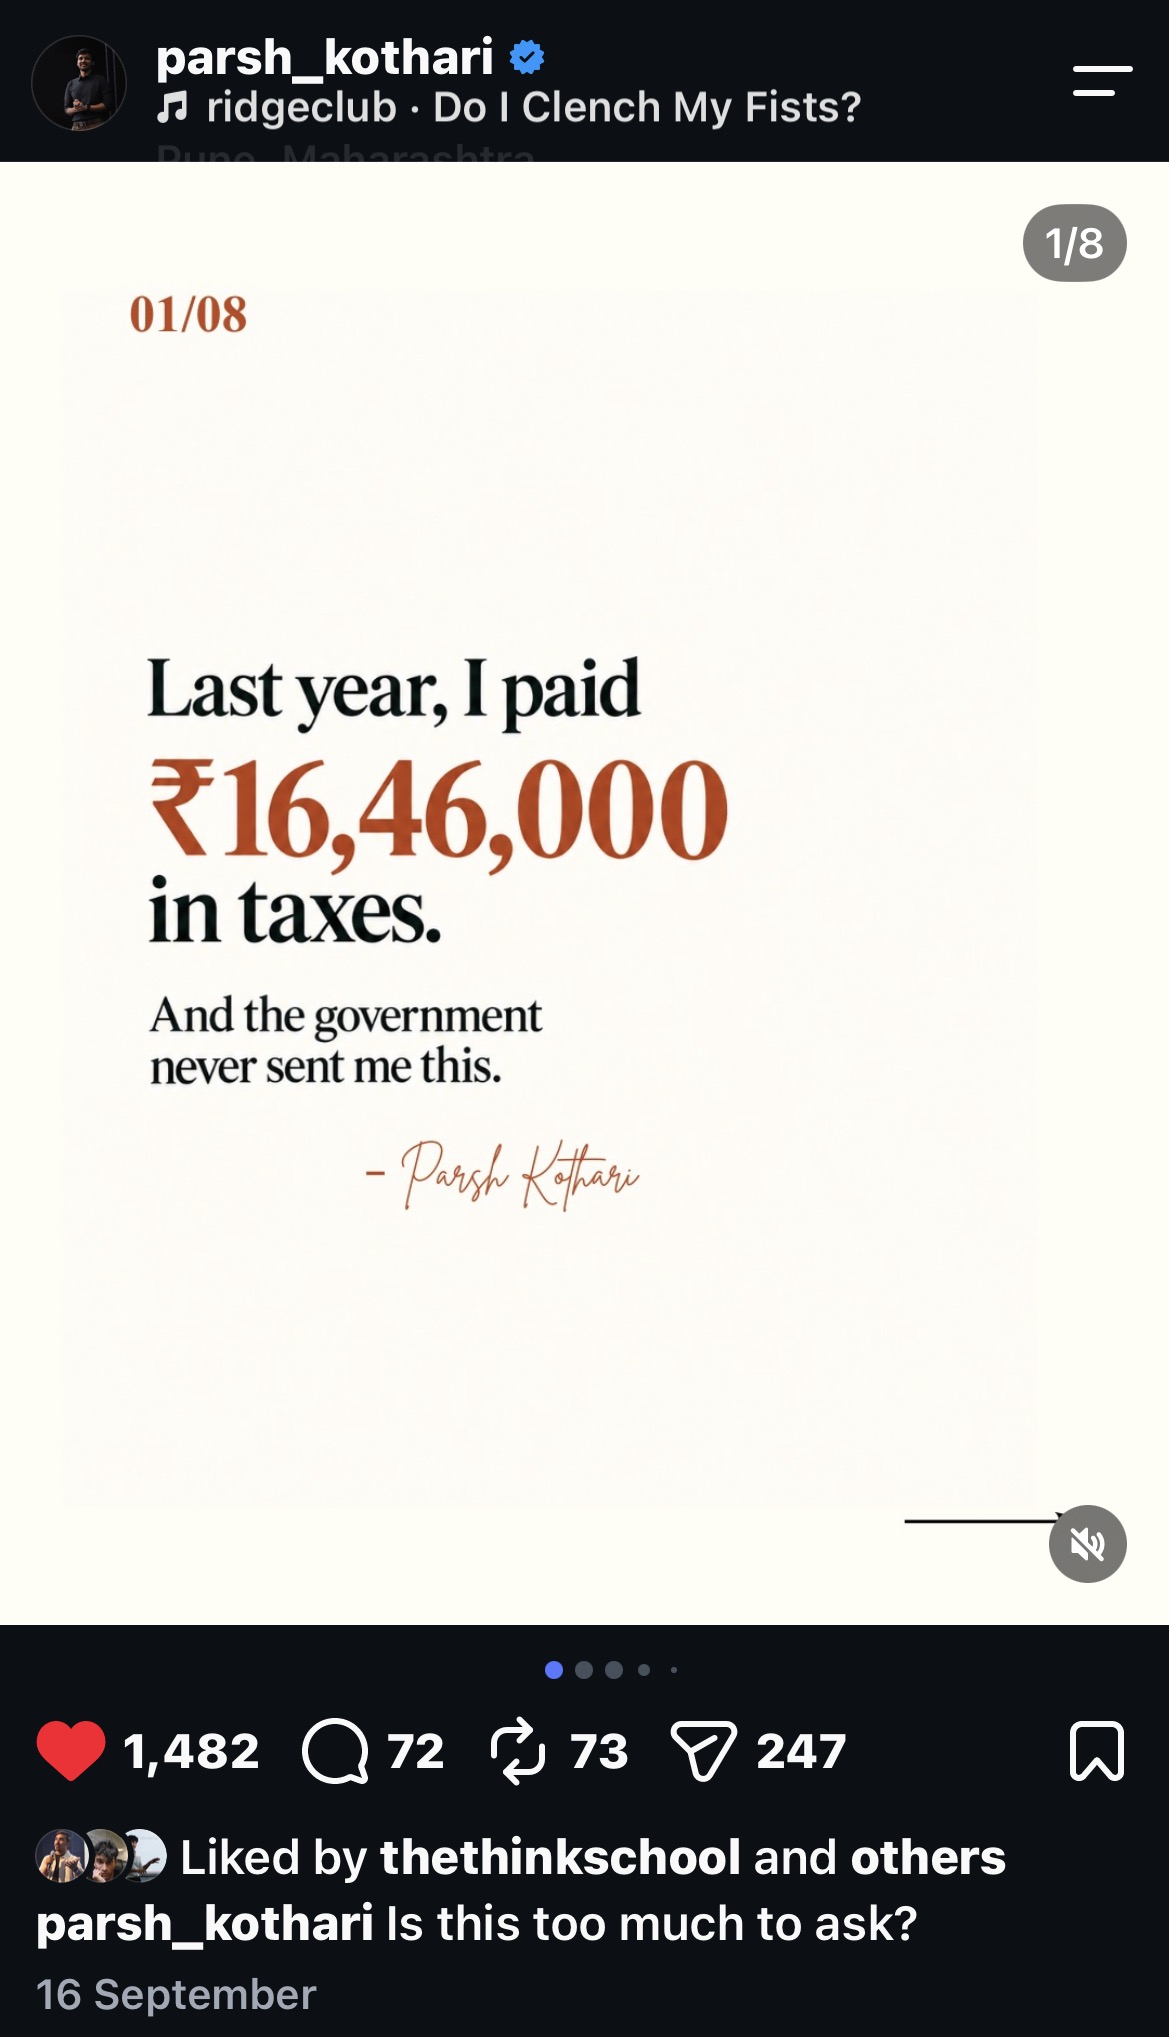 parsh_kothari
ridgeclub · Do I Clench My Fists?
Pune, Maharashtra
1/8
01/08
Last year, I paid
₹16,46,000
in taxes.
And the government
never sent me this.
- Parsh Kothari
1,482 72 73 247
Liked by thethinkschool and others
parsh_kothari Is this too much to ask?
16 September